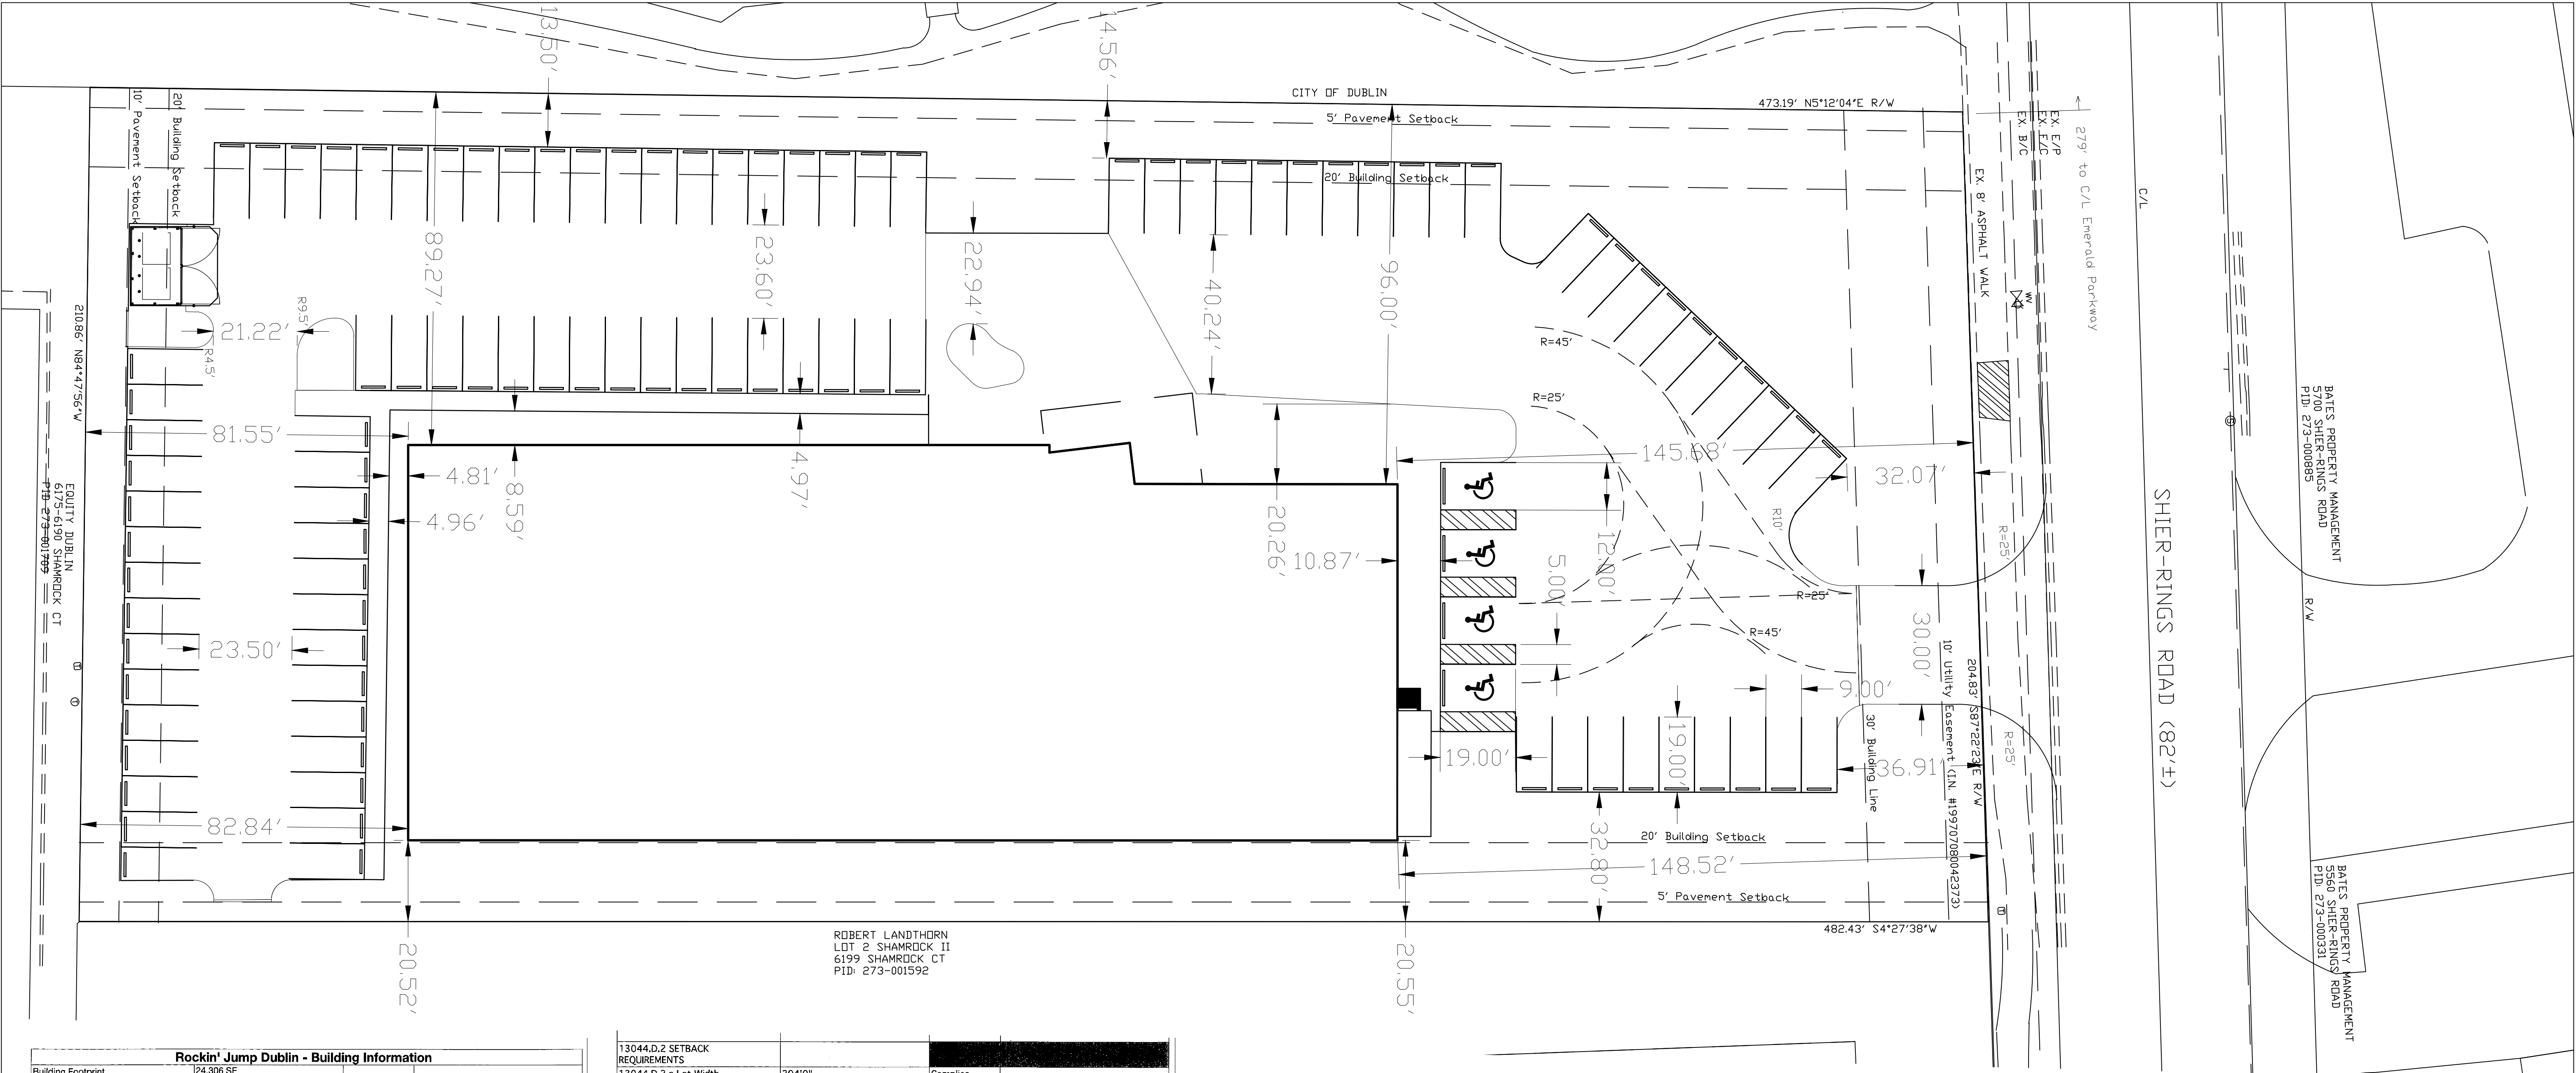 13.50'
14.56'
CITY OF DUBLIN
473.19' N5°12'04"E R/W
5' Pavement Setback
20' Building Setback
10' Pavement Setback
20' Building Setback
89.27'
23.60'
22.94'
40.24'
96.00'
21.22'
R9.5'
R4.5'
210.86' N84°47'56"W
81.55'
4.81'
4.96'
8.59'
4.97'
20.26'
10.87'
12.00'
5.00'
R=45'
R=25'
145.68'
32.07'
R10'
R=25'
R=45'
30.00'
9.00'
19.00'
19.00'
36.91'
23.50'
82.84'
20.52'
20.55'
32.80'
20' Building Setback
148.52'
5' Pavement Setback
482.43' S4°27'38"W
30' Building Line
10' Utility Easement (I.N. #199707080042373)
204.83' S87°22'23"E R/W
R=25'
R=25'
EX. 8' ASPHALT WALK
EX. B/C
EX. F/C
EX. E/P
WV
279' to C/L Emerald Parkway
C/L
SHIER-RINGS ROAD (82'±)
R/W
BATES PROPERTY MANAGEMENT
5700 SHIER-RINGS ROAD
PID: 273-000885
BATES PROPERTY MANAGEMENT
5560 SHIER-RINGS ROAD
PID: 273-000331
EQUITY DUBLIN
6175-6190 SHAMROCK CT
PID 273-001709
ROBERT LANDTHORN
LOT 2 SHAMROCK II
6199 SHAMROCK CT
PID: 273-001592
Rockin' Jump Dublin - Building Information
Building Footprint 24,306 SF
13044.D.2 SETBACK
REQUIREMENTS